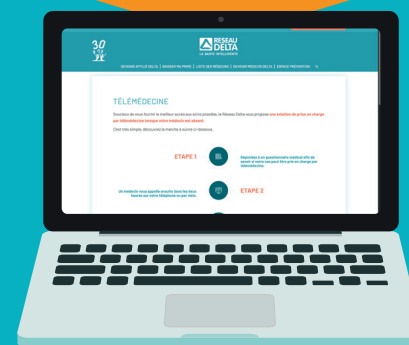 30
RESEAU
DELTA
LA SANTÉ INTELLIGENTE
DEVENIR AFFILIÉ DELTA | BAISSER MA PRIME | LISTE DES MÉDECINS | DEVENIR MÉDECIN DELTA | ESPACE PRÉVENTION
TÉLÉMÉDECINE
Soucieux de vous fournir le meilleur accès aux soins possible, le Réseau Delta vous propose une solution de prise en charge
par télémédecine lorsque votre médecin est absent.
C'est très simple, découvrez la marche à suivre ci-dessous.
ETAPE 1
Répondez à un questionnaire médical afin de
savoir si votre cas peut être pris en charge par
télémédecine.
Un médecin vous appelle ensuite dans les deux
heures sur votre téléphone ou par visio.
ETAPE 2